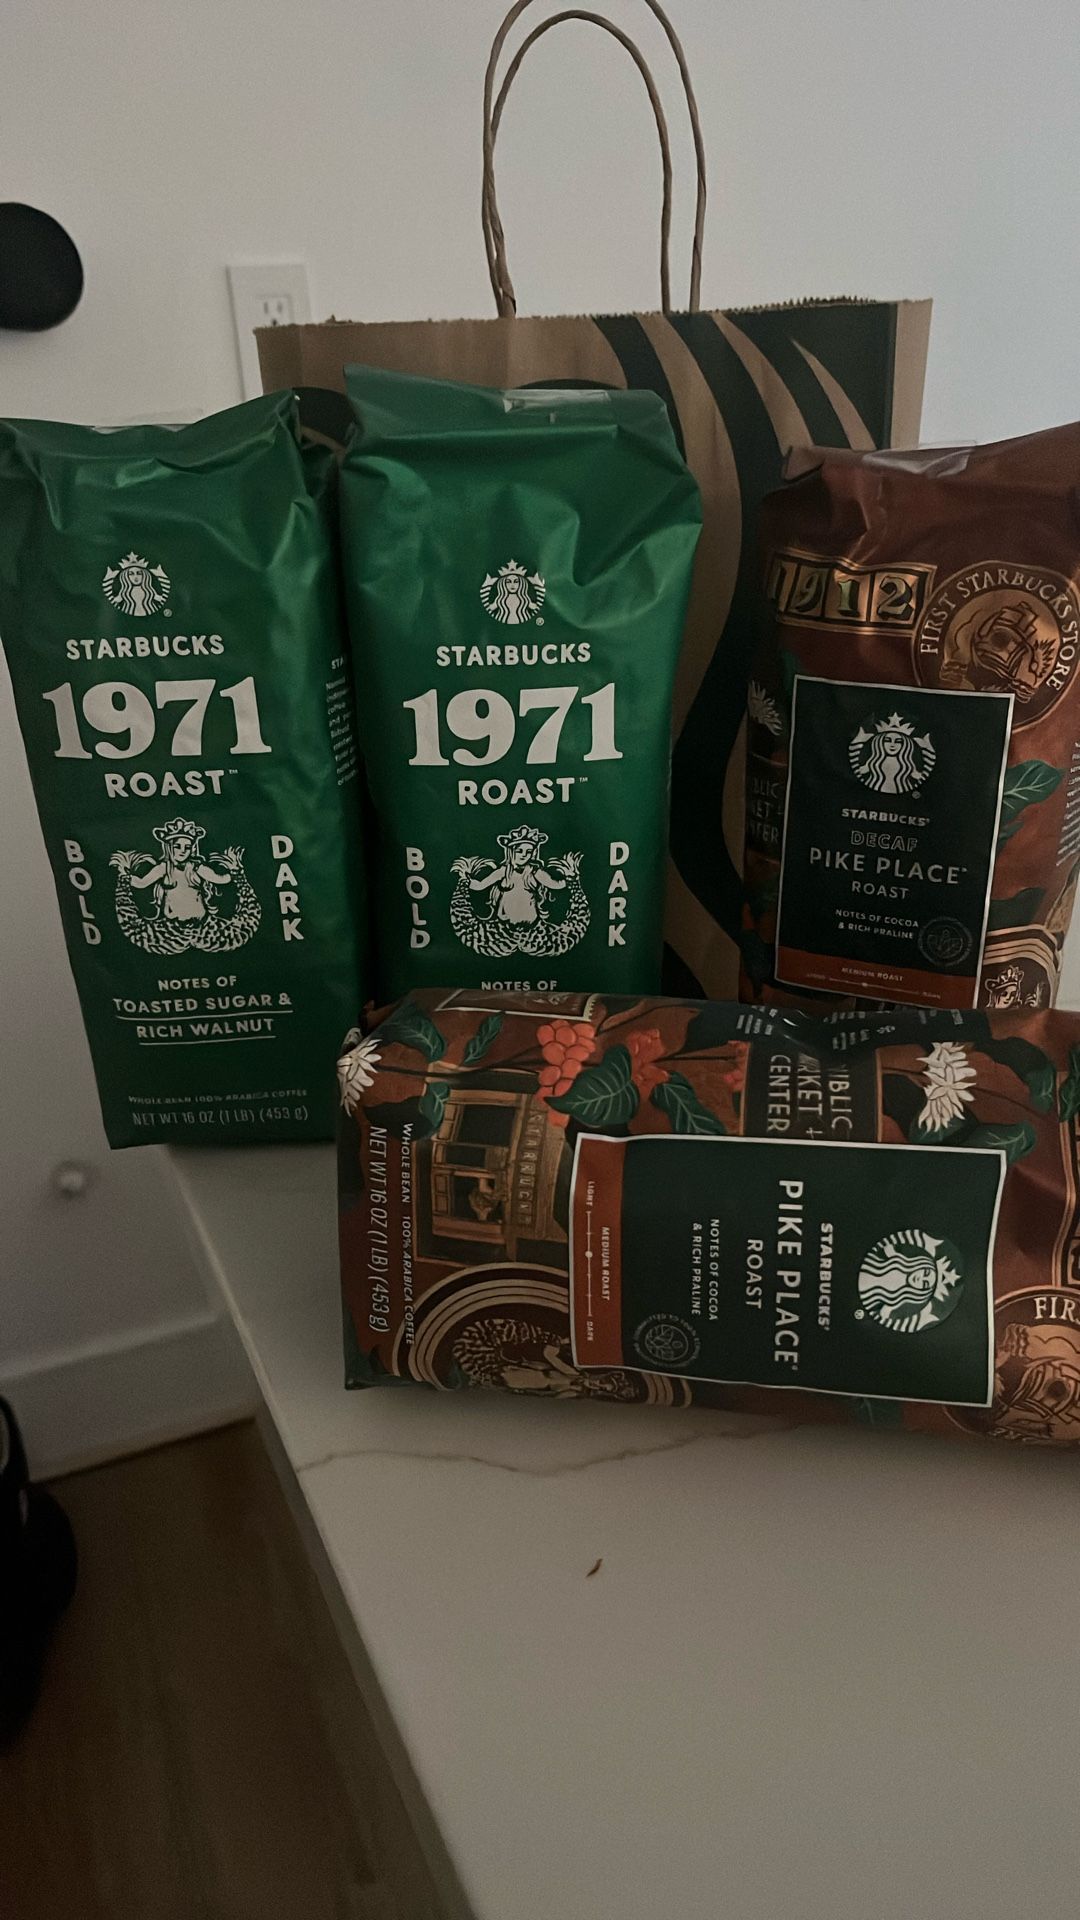 STARBUCKS
1971
ROAST™
BOLD
DARK
NOTES OF
TOASTED SUGAR &
RICH WALNUT
WHOLE BEAN 100% ARABICA COFFEE
NET WT 16 OZ (1 LB) (453 g)
STARBUCKS
1971
ROAST™
BOLD
DARK
NOTES OF
1912
FIRST STARBUCKS STORE
STARBUCKS®
DECAF
PIKE PLACE®
ROAST
NOTES OF COCOA
& RICH PRALINE
MEDIUM ROAST
STARBUCKS®
PIKE PLACE®
ROAST
NOTES OF COCOA
& RICH PRALINE
LIGHT MEDIUM ROAST DARK
WHOLE BEAN 100% ARABICA COFFEE
NET WT 16 OZ (1 LB) (453 g)
CENTER
FIR